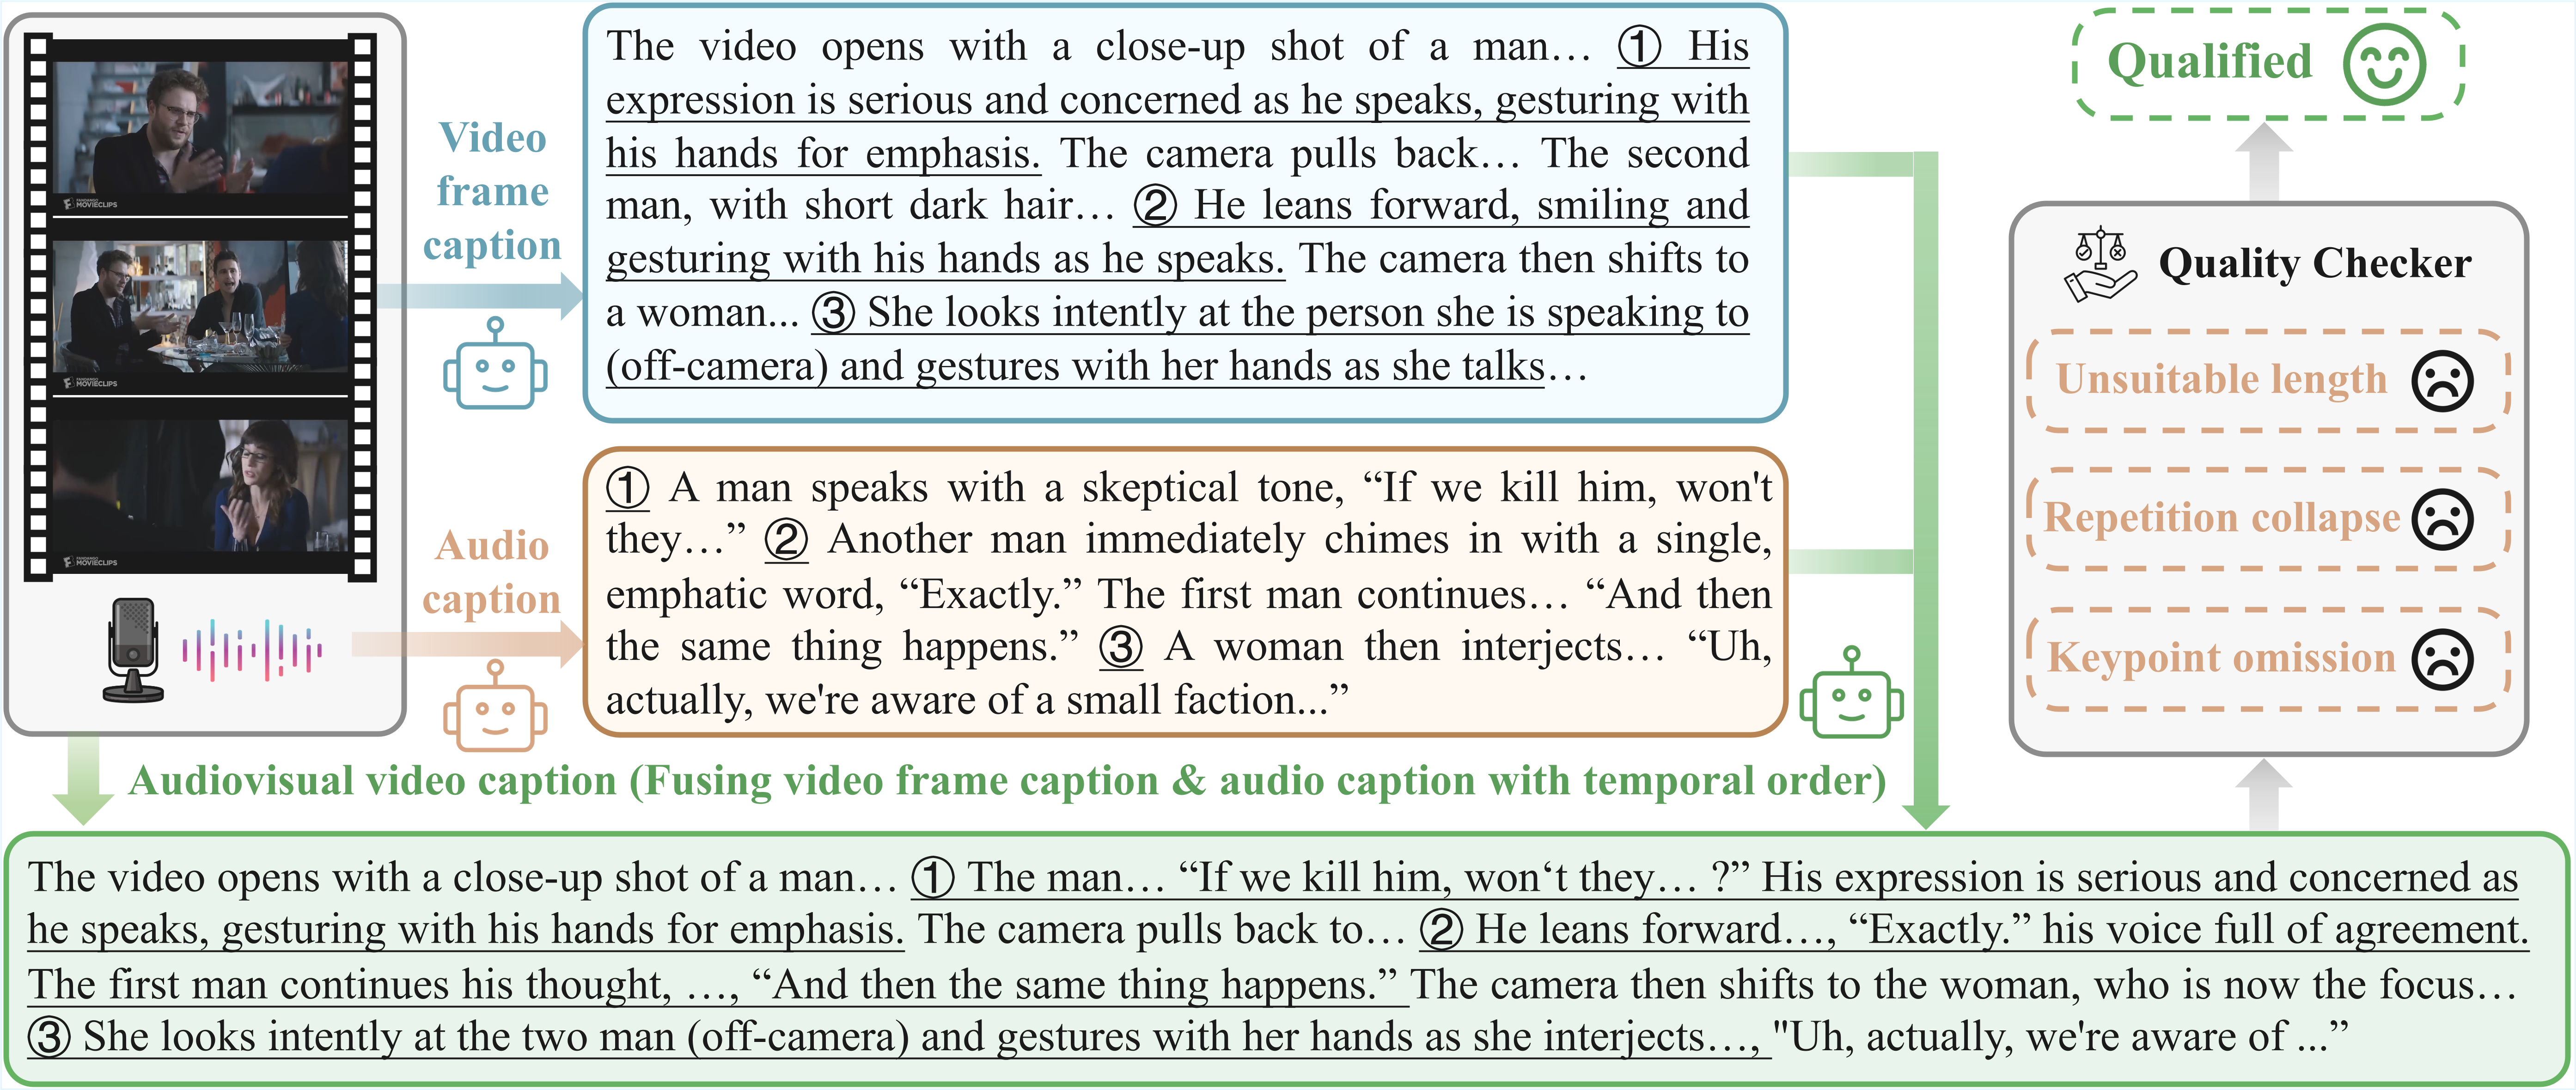 FANDANGO
MOVIECLIPS
FANDANGO
MOVIECLIPS
FANDANGO
MOVIECLIPS
Video
frame
caption
The video opens with a close-up shot of a man… ① His
expression is serious and concerned as he speaks, gesturing with
his hands for emphasis. The camera pulls back… The second
man, with short dark hair… ② He leans forward, smiling and
gesturing with his hands as he speaks. The camera then shifts to
a woman... ③ She looks intently at the person she is speaking to
(off-camera) and gestures with her hands as she talks…
Audio
caption
① A man speaks with a skeptical tone, “If we kill him, won't
they…” ② Another man immediately chimes in with a single,
emphatic word, “Exactly.” The first man continues… “And then
the same thing happens.” ③ A woman then interjects… “Uh,
actually, we're aware of a small faction...”
Audiovisual video caption (Fusing video frame caption & audio caption with temporal order)
The video opens with a close-up shot of a man… ① The man… “If we kill him, won‘t they… ?” His expression is serious and concerned as
he speaks, gesturing with his hands for emphasis. The camera pulls back to… ② He leans forward…, “Exactly.” his voice full of agreement.
The first man continues his thought, …, “And then the same thing happens.” The camera then shifts to the woman, who is now the focus…
③ She looks intently at the two man (off-camera) and gestures with her hands as she interjects…, "Uh, actually, we're aware of ...”
Qualified
Quality Checker
Unsuitable length
Repetition collapse
Keypoint omission